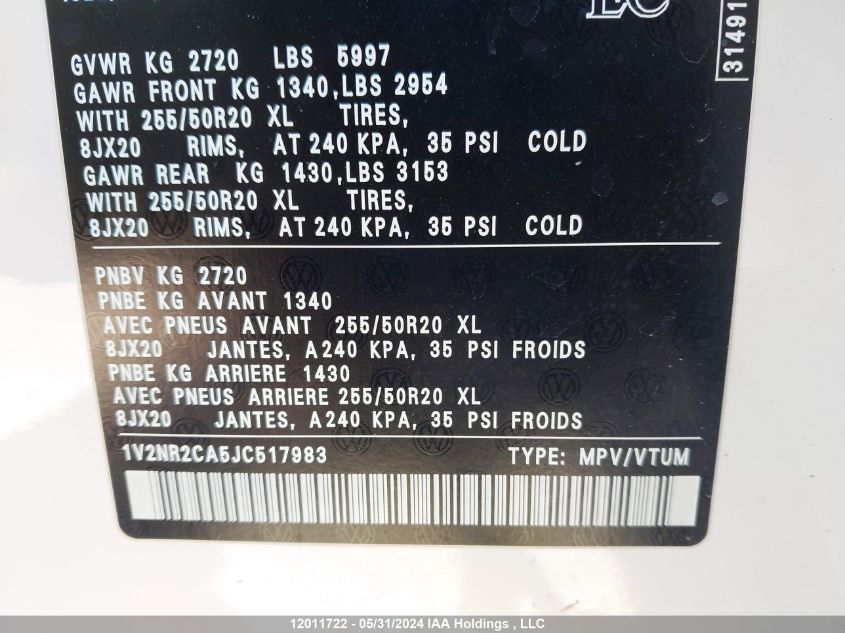 EC
31491
GVWR KG 2720 LBS 5997
GAWR FRONT KG 1340,LBS 2954
WITH 255/50R20 XL TIRES,
8JX20 RIMS, AT 240 KPA, 35 PSI COLD
GAWR REAR KG 1430,LBS 3153
WITH 255/50R20 XL TIRES,
8JX20 RIMS, AT 240 KPA, 35 PSI COLD
PNBV KG 2720
PNBE KG AVANT 1340
AVEC PNEUS AVANT 255/50R20 XL
8JX20 JANTES, A 240 KPA, 35 PSI FROIDS
PNBE KG ARRIERE 1430
AVEC PNEUS ARRIERE 255/50R20 XL
8JX20 JANTES, A 240 KPA, 35 PSI FROIDS
1V2NR2CA5JC517983 TYPE: MPV/VTUM
12011722 - 05/31/2024 IAA Holdings , LLC